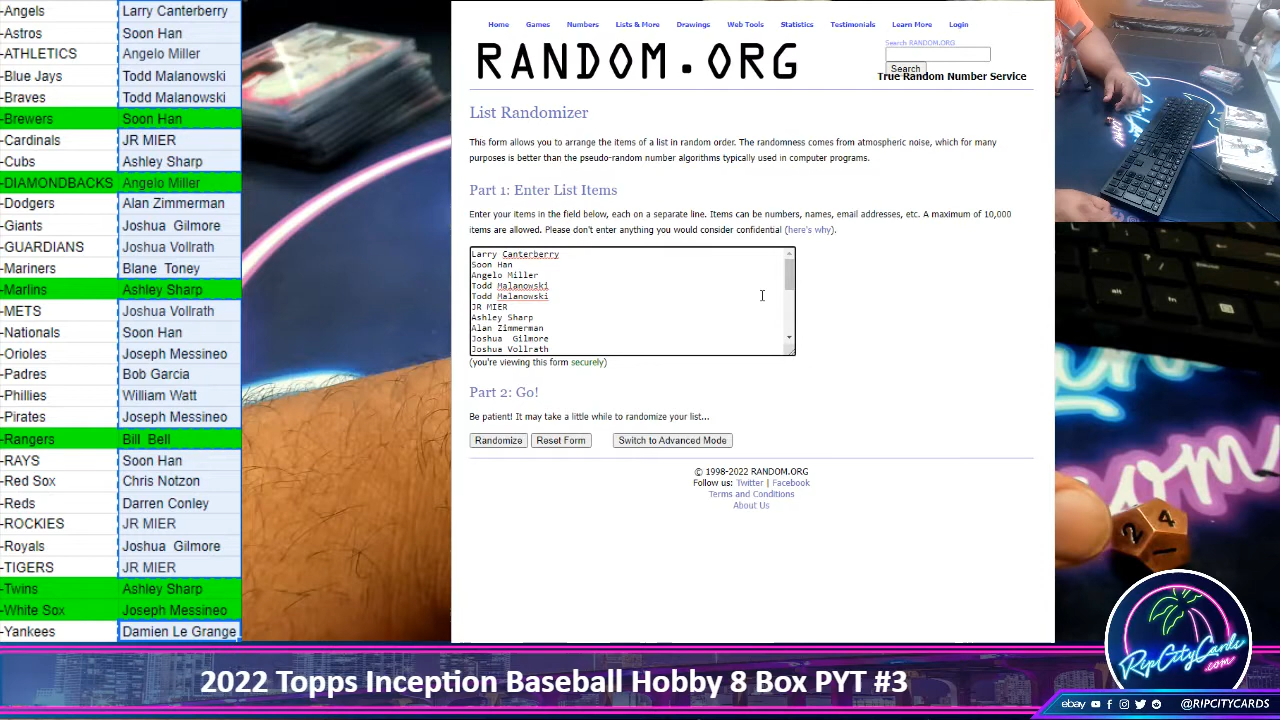 -Angels Larry Canterberry
-Astros Soon Han
-ATHLETICS Angelo Miller
-Blue Jays Todd Malanowski
-Braves Todd Malanowski
-Brewers Soon Han
-Cardinals JR MIER
-Cubs Ashley Sharp
-DIAMONDBACKS Angelo Miller
-Dodgers Alan Zimmerman
-Giants Joshua  Gilmore
-GUARDIANS Joshua Vollrath
-Mariners Blane  Toney
-Marlins Ashley Sharp
-METS Joshua Vollrath
-Nationals Soon Han
-Orioles Joseph Messineo
-Padres Bob Garcia
-Phillies William Watt
-Pirates Joseph Messineo
-Rangers Bill  Bell
-RAYS Soon Han
-Red Sox Chris Notzon
-Reds Darren Conley
-ROCKIES JR MIER
-Royals Joshua  Gilmore
-TIGERS JR MIER
-Twins Ashley Sharp
-White Sox Joseph Messineo
-Yankees Damien Le Grange
Home Games Numbers Lists & More Drawings Web Tools Statistics Testimonials Learn More Login
RANDOM.ORG
Search RANDOM.ORG
Search
True Random Number Service
List Randomizer
This form allows you to arrange the items of a list in random order. The randomness comes from atmospheric noise, which for many
purposes is better than the pseudo-random number algorithms typically used in computer programs.
Part 1: Enter List Items
Enter your items in the field below, each on a separate line. Items can be numbers, names, email addresses, etc. A maximum of 10,000
items are allowed. Please don't enter anything you would consider confidential (here's why).
Larry Canterberry
Soon Han
Angelo Miller
Todd Malanowski
Todd Malanowski
JR MIER
Ashley Sharp
Alan Zimmerman
Joshua  Gilmore
Joshua Vollrath
(you're viewing this form securely)
Part 2: Go!
Be patient! It may take a little while to randomize your list...
Randomize Reset Form Switch to Advanced Mode
© 1998-2022 RANDOM.ORG
Follow us: Twitter | Facebook
Terms and Conditions
About Us
2 4
1
RipCityCards
.com
2022 Topps Inception Baseball Hobby 8 Box PYT #3
ebay @RIPCITYCARDS